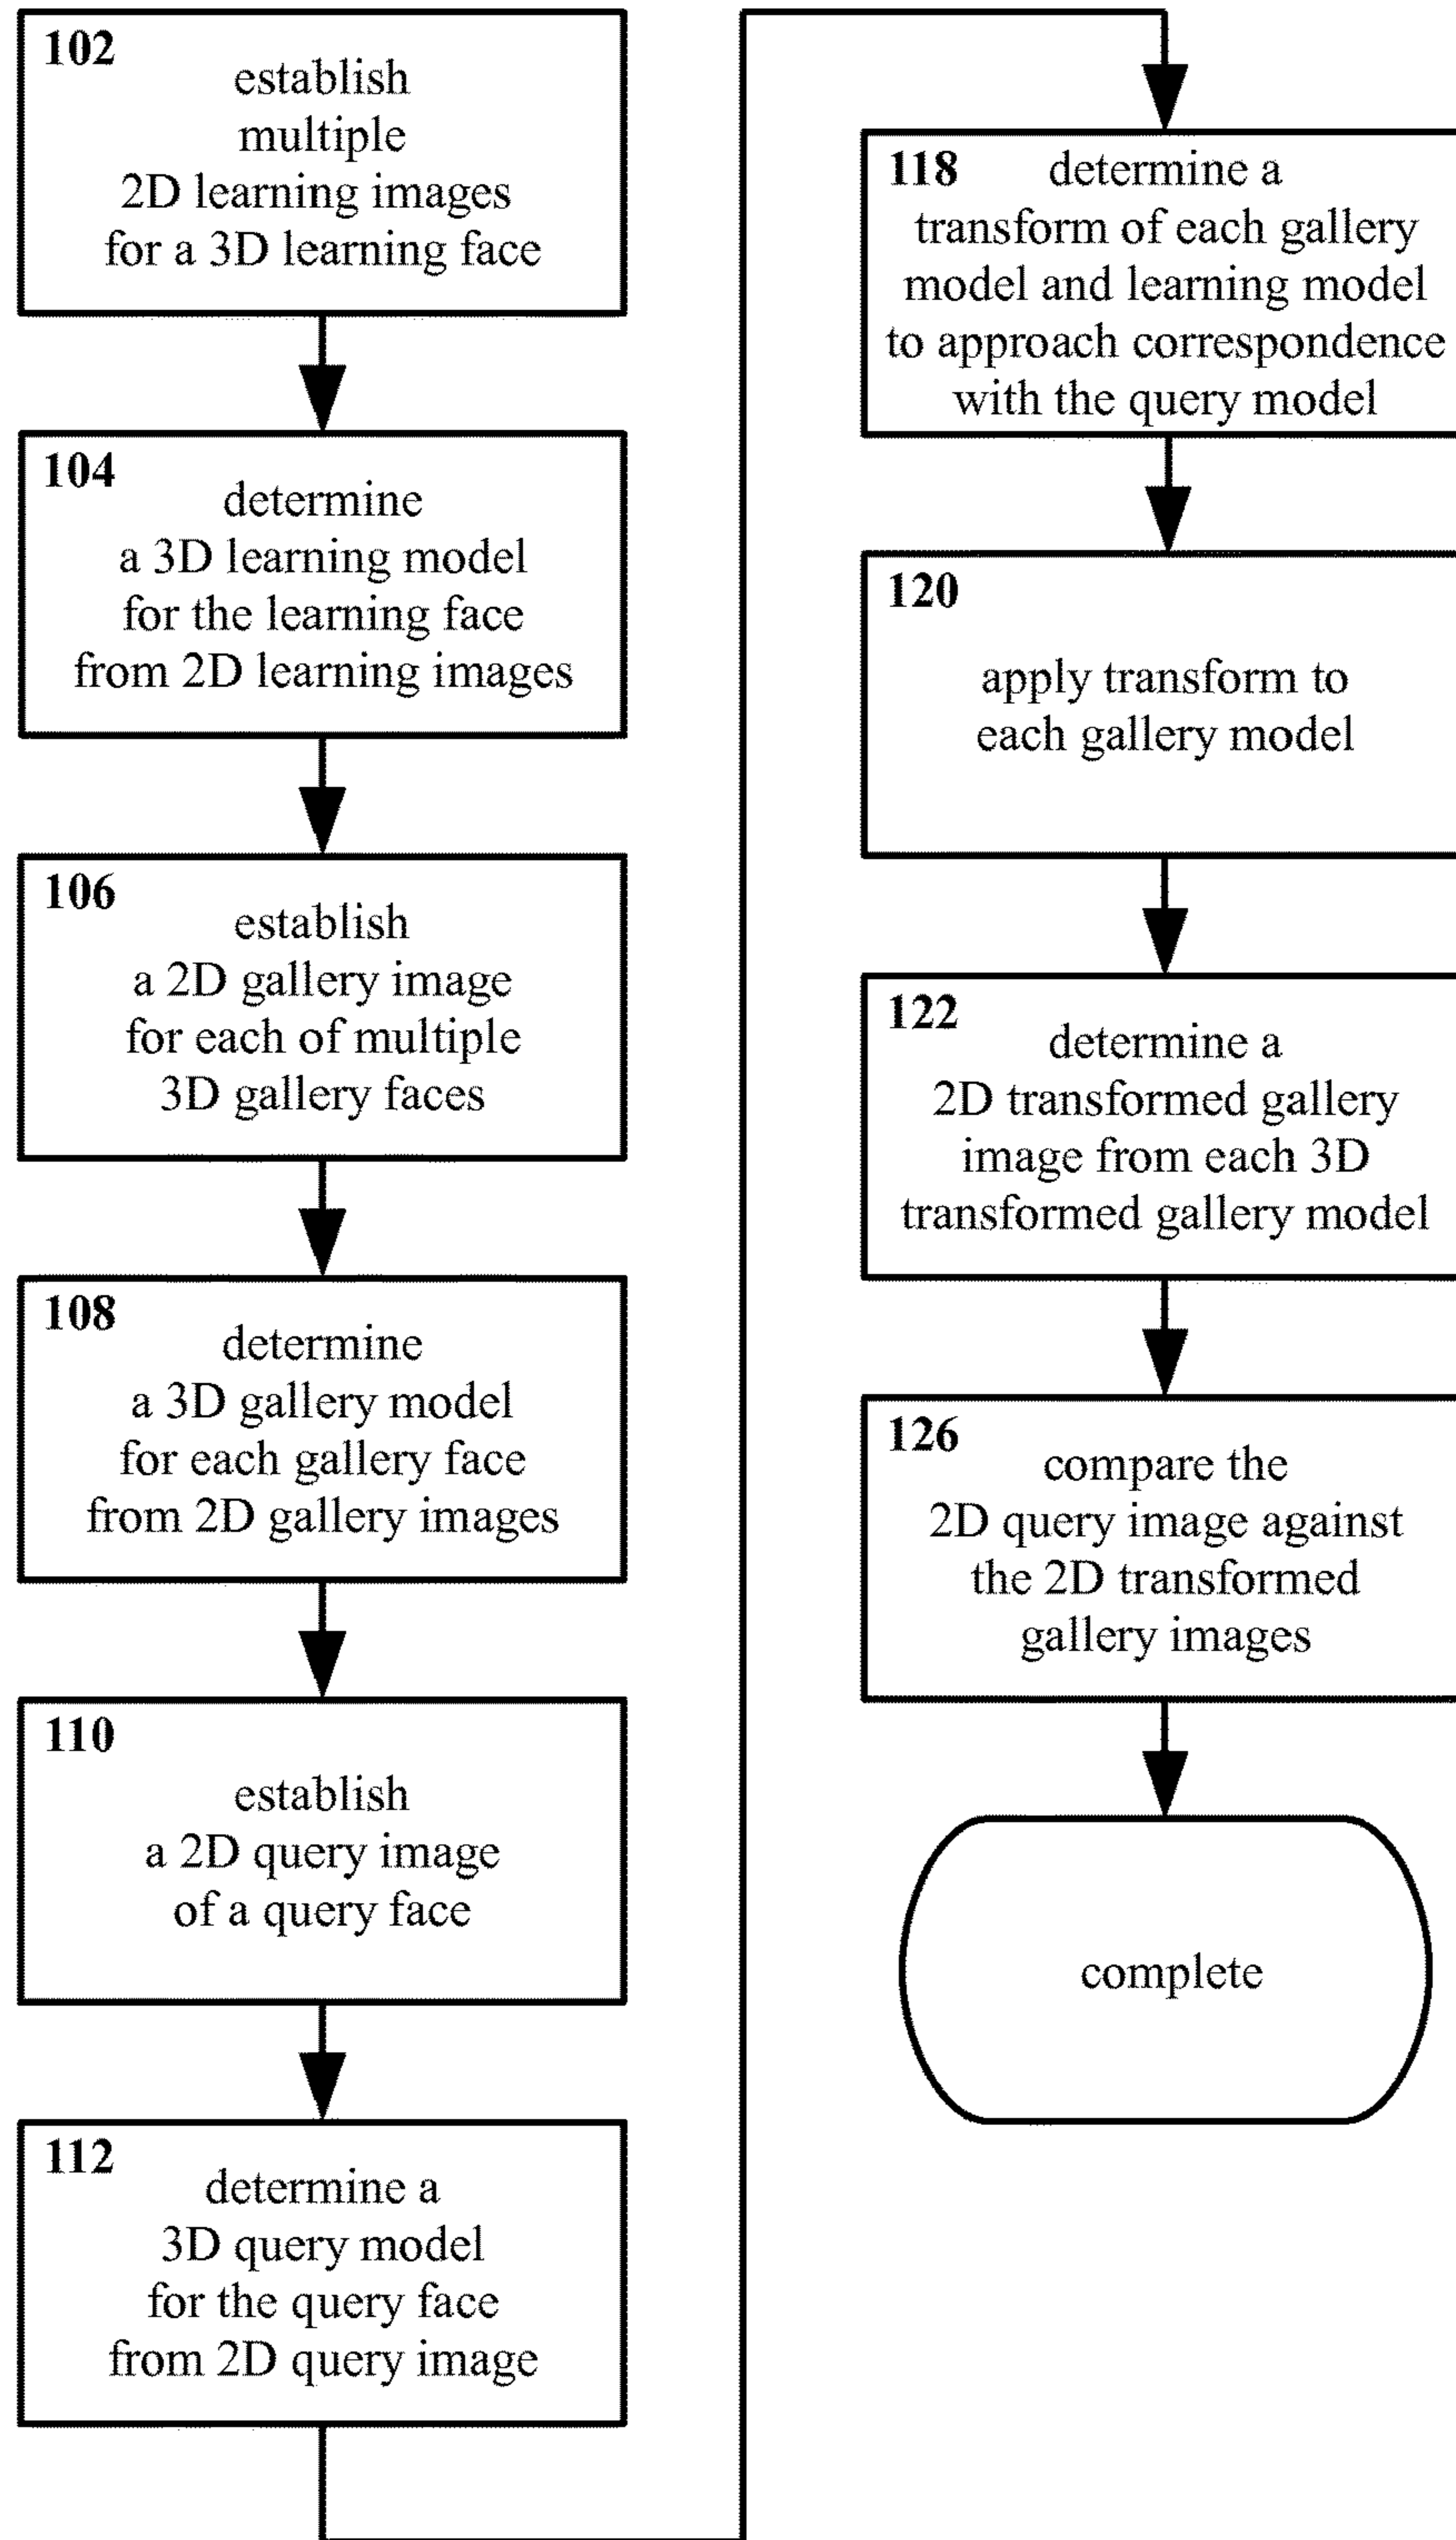 102
establish
multiple
2D learning images
for a 3D learning face
104
determine
a 3D learning model
for the learning face
from 2D learning images
106
establish
a 2D gallery image
for each of multiple
3D gallery faces
108
determine
a 3D gallery model
for each gallery face
from 2D gallery images
110
establish
a 2D query image
of a query face
112
determine a
3D query model
for the query face
from 2D query image
118 determine a
transform of each gallery
model and learning model
to approach correspondence
with the query model
120
apply transform to
each gallery model
122
determine a
2D transformed gallery
image from each 3D
transformed gallery model
126
compare the
2D query image against
the 2D transformed
gallery images
complete